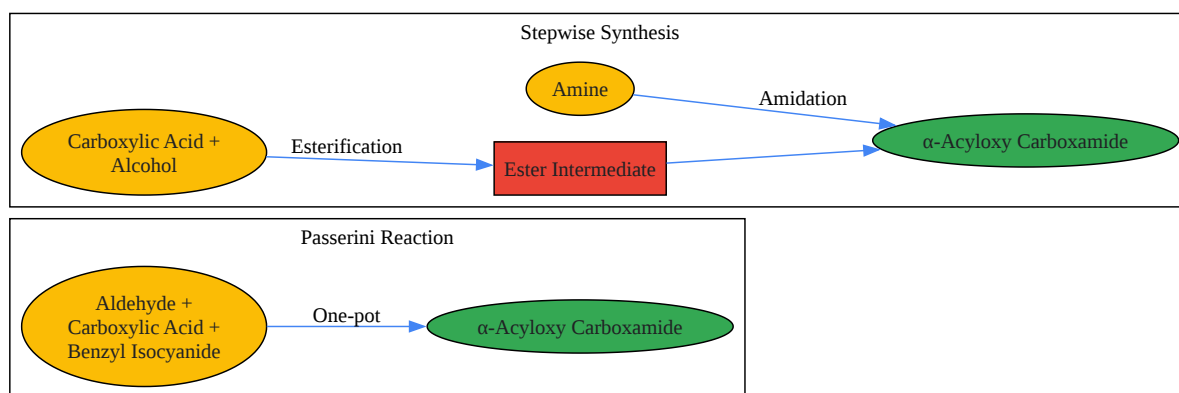 Stepwise Synthesis
Amine
Amidation
Carboxylic Acid +
Alcohol
Esterification
Ester Intermediate
α-Acyloxy Carboxamide
Passerini Reaction
Aldehyde +
Carboxylic Acid +
Benzyl Isocyanide
One-pot
α-Acyloxy Carboxamide